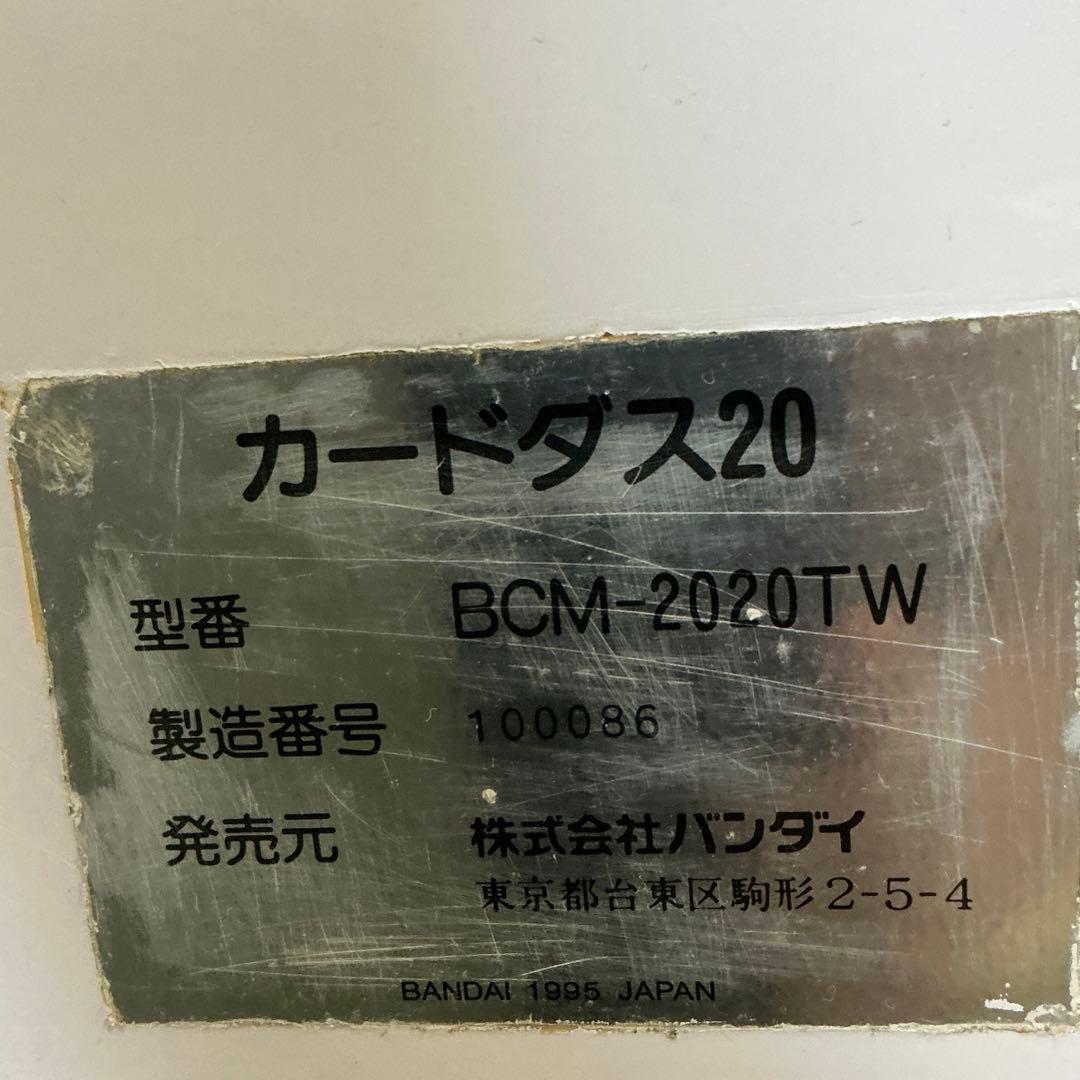 カードダス20
型番 BCM-2020TW
製造番号 100086
発売元 株式会社バンダイ
東京都台東区駒形2-5-4
BANDAI 1995 JAPAN